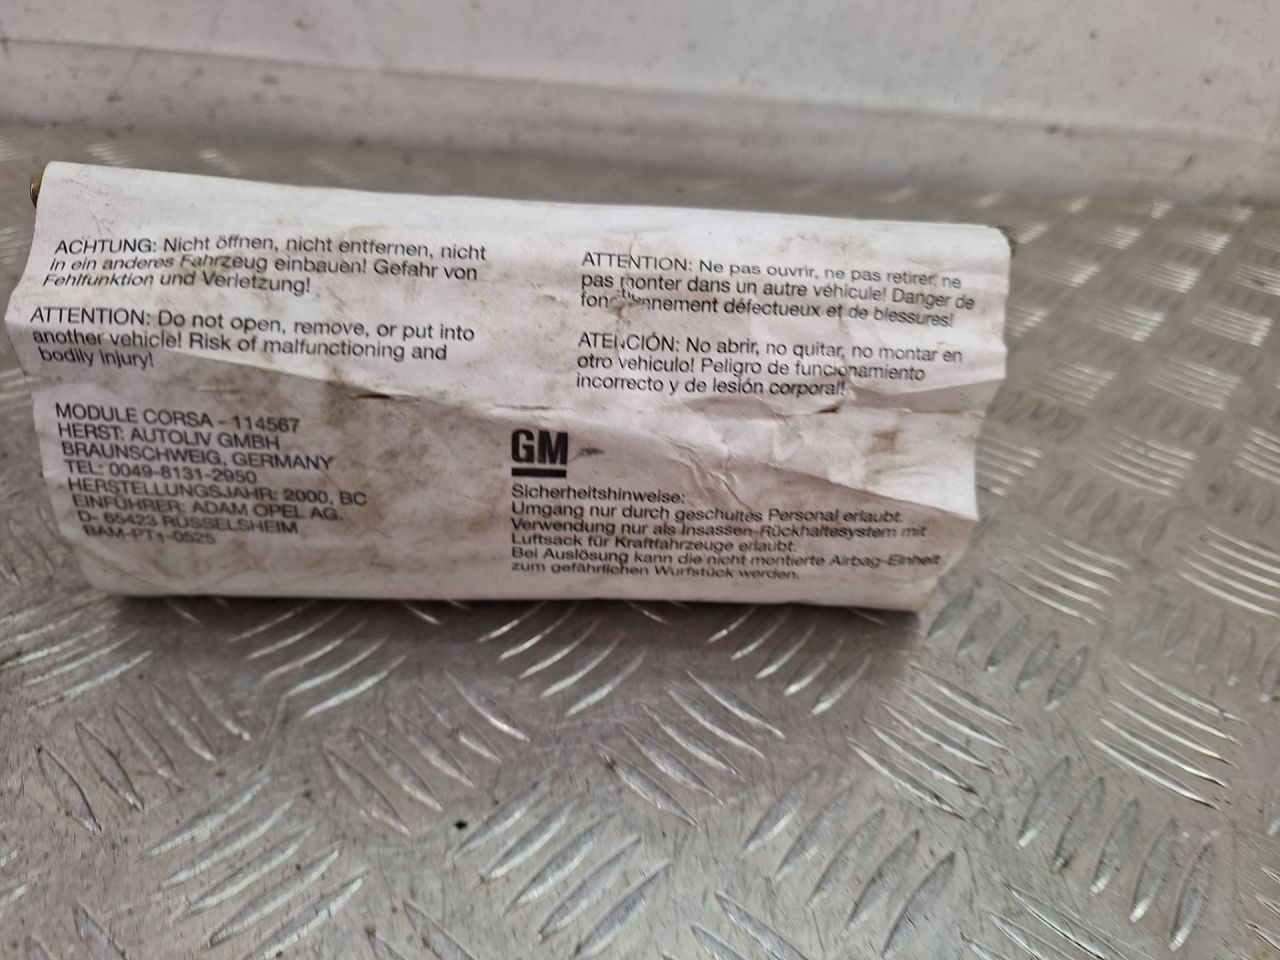 ACHTUNG: Nicht öffnen, nicht entfernen, nicht
in ein anderes Fahrzeug einbauen! Gefahr von
Fehlfunktion und Verletzung!
ATTENTION: Do not open, remove, or put into
another vehicle! Risk of malfunctioning and
bodily injury!
MODULE CORSA - 114567
HERST: AUTOLIV GMBH
BRAUNSCHWEIG, GERMANY
TEL: 0049-8131-2950
HERSTELLUNGSJAHR: 2000, BC
EINFÜHRER: ADAM OPEL AG.
D- 65423 RÜSSELSHEIM
BAM-PT1-0525
ATTENTION: Ne pas ouvrir, ne pas retirer, ne
pas monter dans un autre véhicule! Danger de
fonctionnement défectueux et de blessures!
ATENCIÓN: No abrir, no quitar, no montar en
otro vehiculo! Peligro de funcionamiento
incorrecto y de lesión corporal!
GM
Sicherheitshinweise:
Umgang nur durch geschultes Personal erlaubt.
Verwendung nur als Insassen-Rückhaltesystem mit
Luftsack für Kraftfahrzeuge erlaubt.
Bei Auslösung kann die nicht montierte Airbag-Einheit
zum gefährlichen Wurfstück werden.